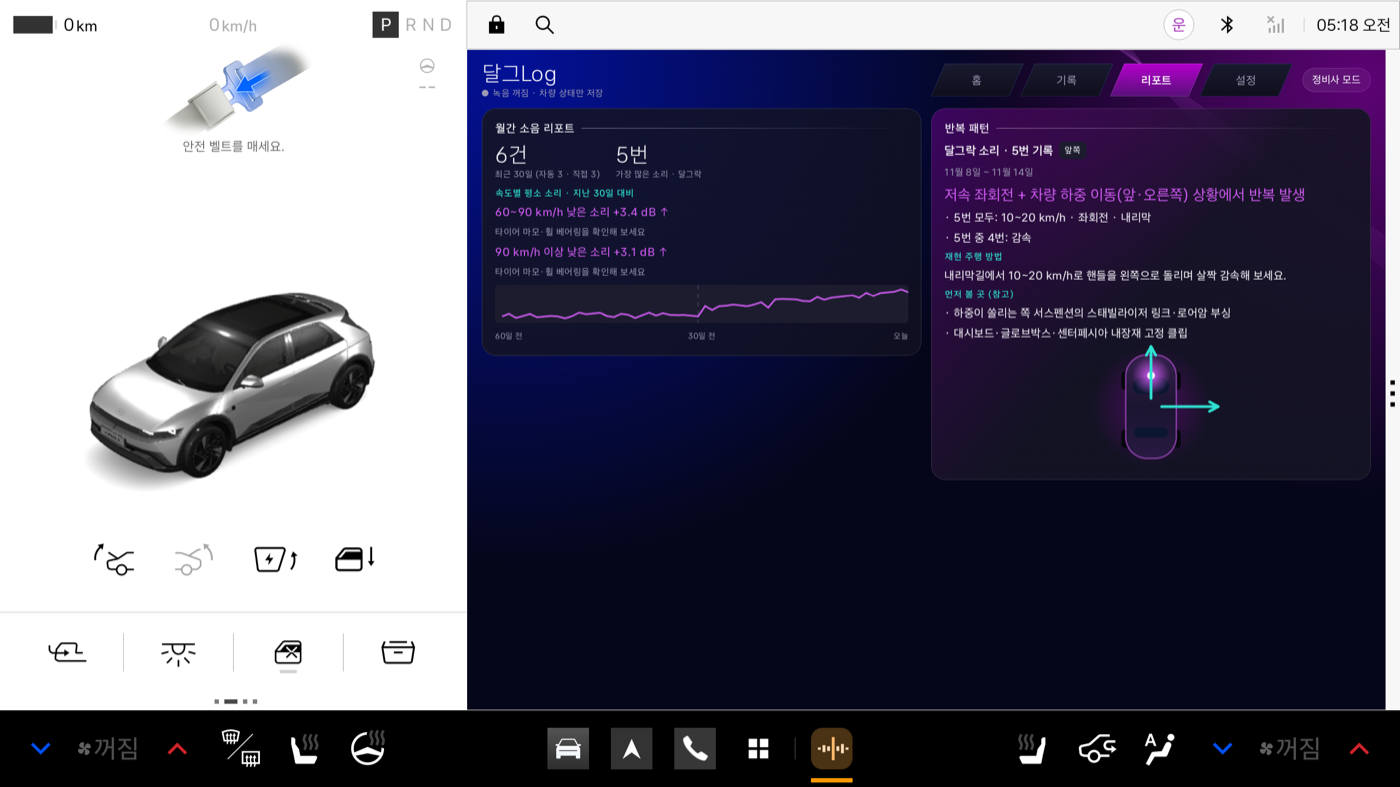 0 km
0 km/h
P R N D
안전 벨트를 매세요.
운
05:18 오전
달그Log
녹음 꺼짐 · 차량 상태만 저장
홈
기록
리포트
설정
정비사 모드
월간 소음 리포트
6건
5번
최근 30일 (자동 3 · 직접 3)
가장 많은 소리 · 달그락
속도별 평소 소리 · 지난 30일 대비
60~90 km/h 낮은 소리 +3.4 dB ↑
타이어 마모·휠 베어링을 확인해 보세요
90 km/h 이상 낮은 소리 +3.1 dB ↑
타이어 마모·휠 베어링을 확인해 보세요
60일 전
30일 전
오늘
반복 패턴
달그락 소리 · 5번 기록 앞쪽
11월 8일 ~ 11월 14일
저속 좌회전 + 차량 하중 이동(앞·오른쪽) 상황에서 반복 발생
· 5번 모두: 10~20 km/h · 좌회전 · 내리막
· 5번 중 4번: 감속
재현 주행 방법
내리막길에서 10~20 km/h로 핸들을 왼쪽으로 돌리며 살짝 감속해 보세요.
먼저 볼 곳 (참고)
· 하중이 쏠리는 쪽 서스펜션의 스태빌라이저 링크·로어암 부싱
· 대시보드·글로브박스·센터페시아 내장재 고정 클립
꺼짐
A
꺼짐